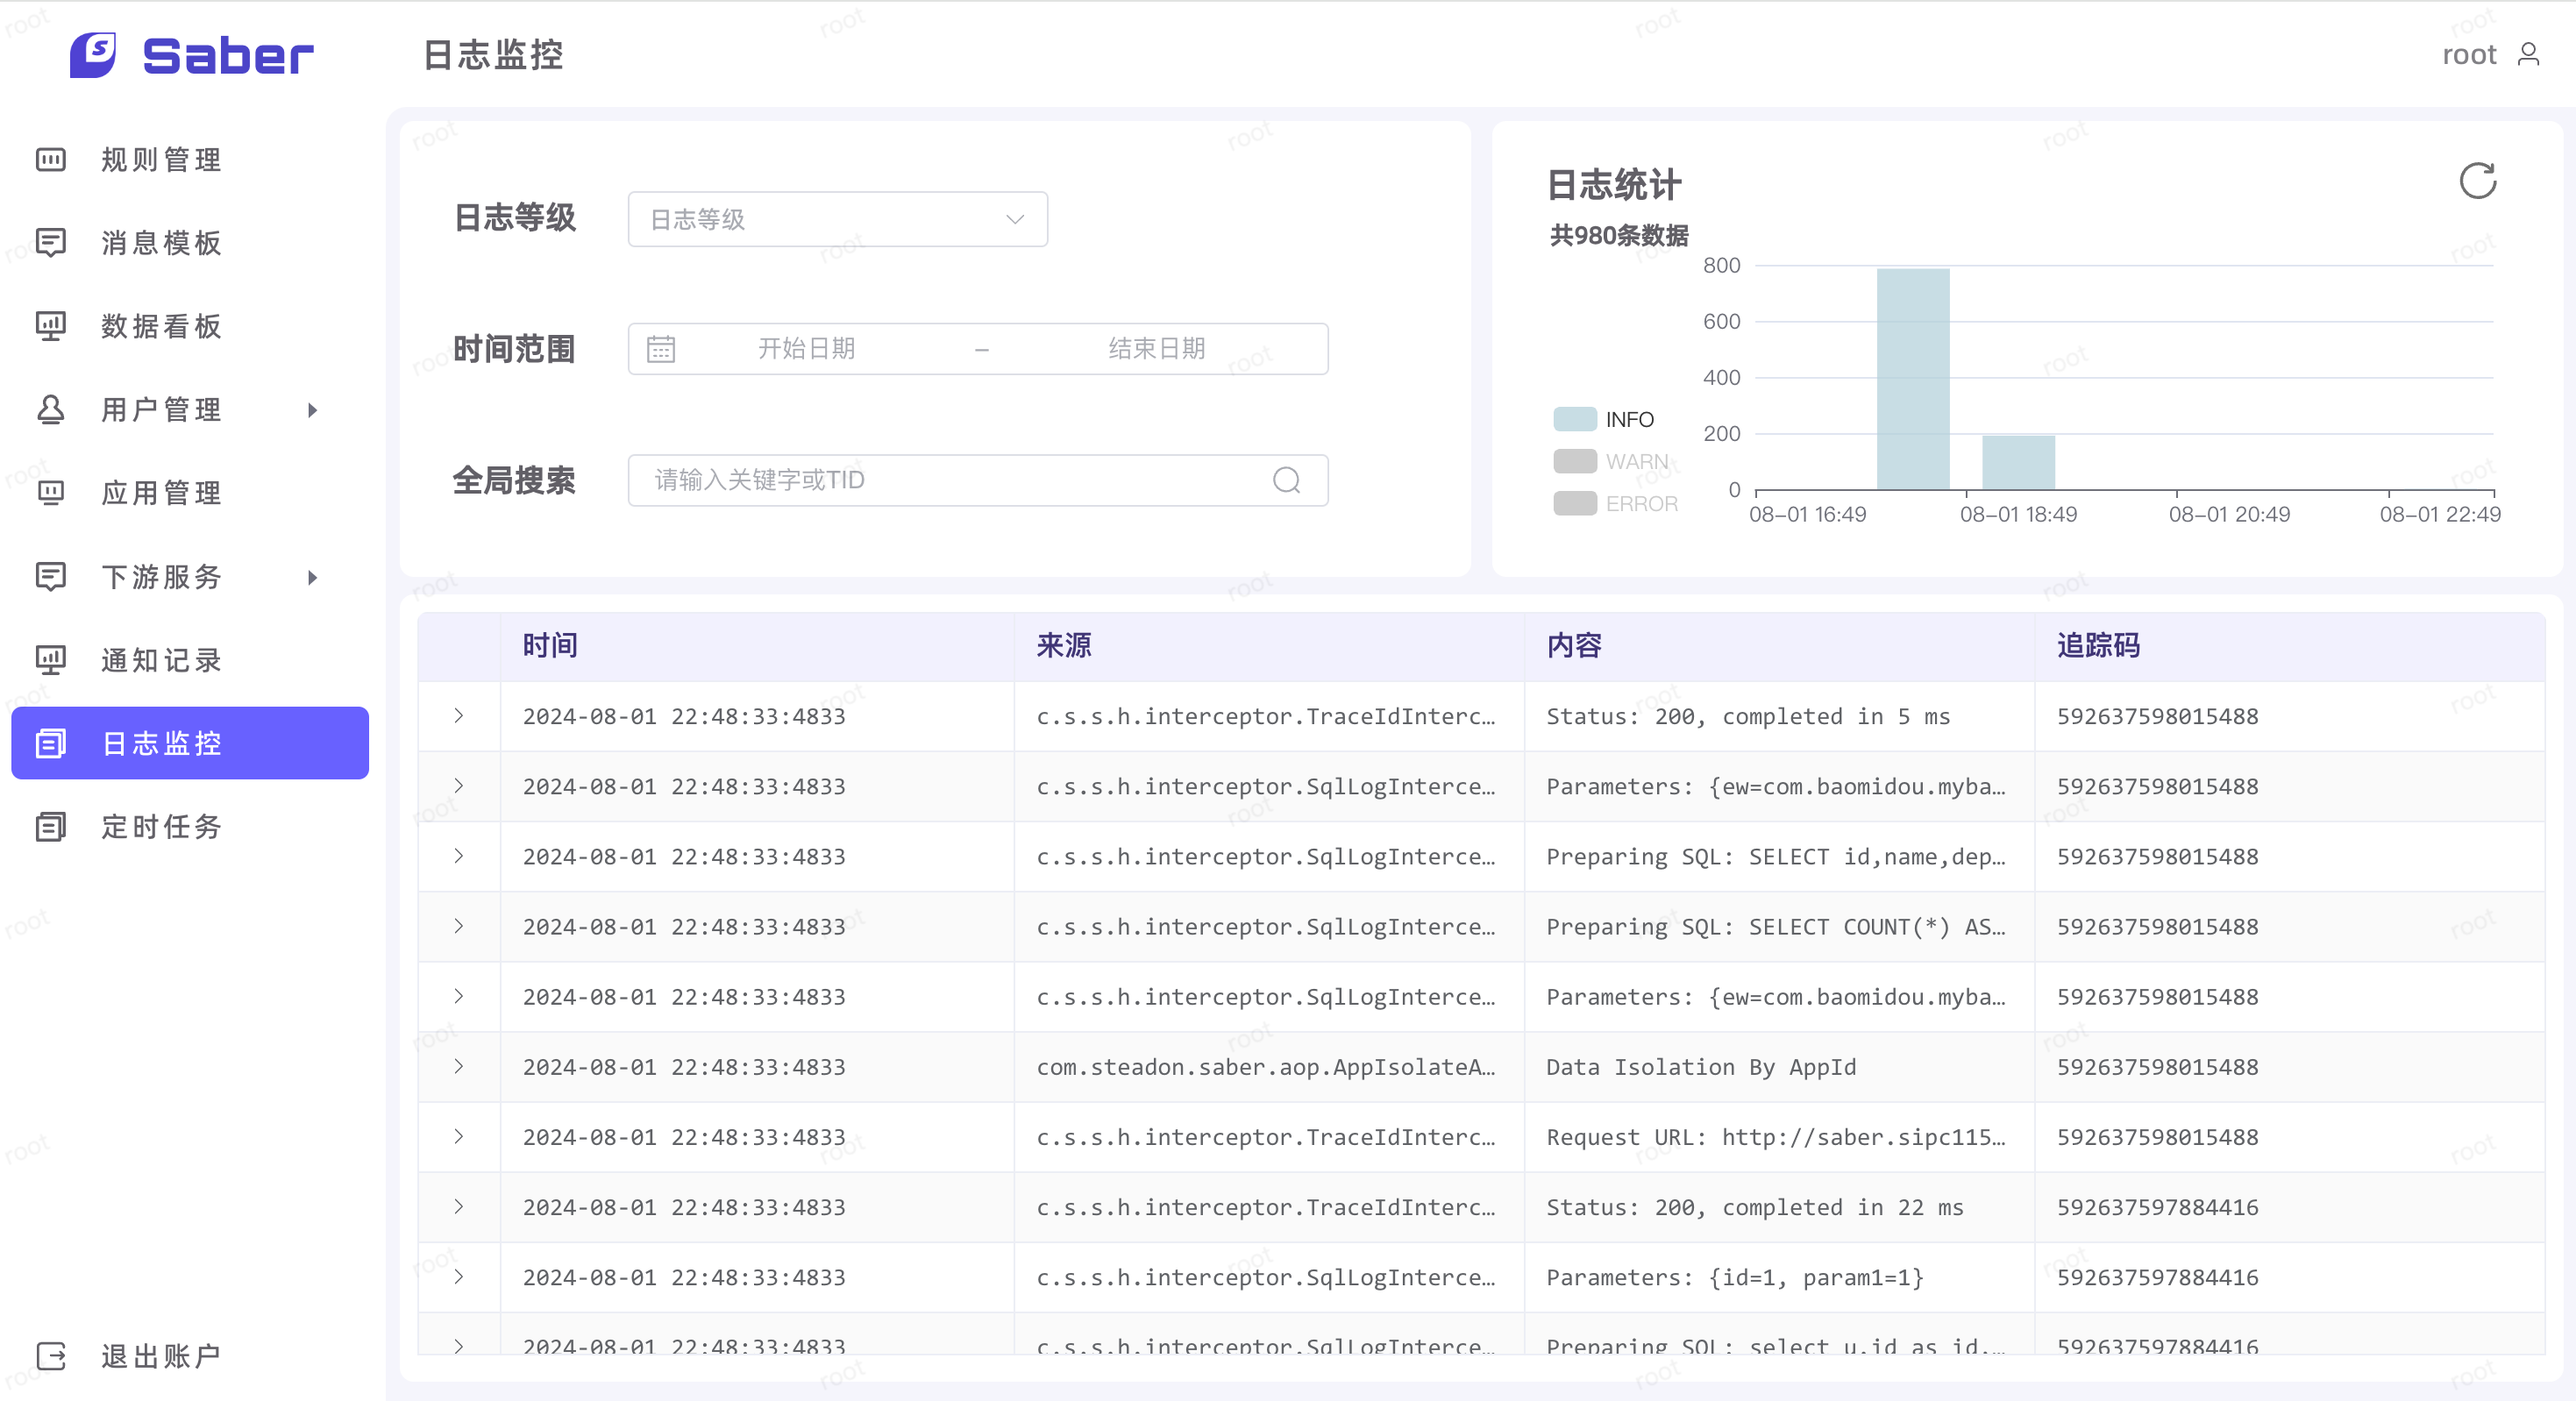 Saber
日志监控
root
规则管理
消息模板
数据看板
用户管理
应用管理
下游服务
通知记录
日志监控
定时任务
退出账户
日志等级
日志等级
时间范围
开始日期 – 结束日期
全局搜索
请输入关键字或TID
日志统计
共980条数据
800
600
400
200
0
INFO
WARN
ERROR
08-01 16:49 08-01 18:49 08-01 20:49 08-01 22:49
时间 来源 内容 追踪码
2024-08-01 22:48:33:4833 c.s.s.h.interceptor.TraceIdInterc… Status: 200, completed in 5 ms 592637598015488
2024-08-01 22:48:33:4833 c.s.s.h.interceptor.SqlLogInterce… Parameters: {ew=com.baomidou.myba… 592637598015488
2024-08-01 22:48:33:4833 c.s.s.h.interceptor.SqlLogInterce… Preparing SQL: SELECT id,name,dep… 592637598015488
2024-08-01 22:48:33:4833 c.s.s.h.interceptor.SqlLogInterce… Preparing SQL: SELECT COUNT(*) AS… 592637598015488
2024-08-01 22:48:33:4833 c.s.s.h.interceptor.SqlLogInterce… Parameters: {ew=com.baomidou.myba… 592637598015488
2024-08-01 22:48:33:4833 com.steadon.saber.aop.AppIsolateA… Data Isolation By AppId 592637598015488
2024-08-01 22:48:33:4833 c.s.s.h.interceptor.TraceIdInterc… Request URL: http://saber.sipc115… 592637598015488
2024-08-01 22:48:33:4833 c.s.s.h.interceptor.TraceIdInterc… Status: 200, completed in 22 ms 592637597884416
2024-08-01 22:48:33:4833 c.s.s.h.interceptor.SqlLogInterce… Parameters: {id=1, param1=1} 592637597884416
2024-08-01 22:48:33:4833 c.s.s.h.interceptor.SqlLogInterce… Preparing SQL: select u.id as id,… 592637597884416